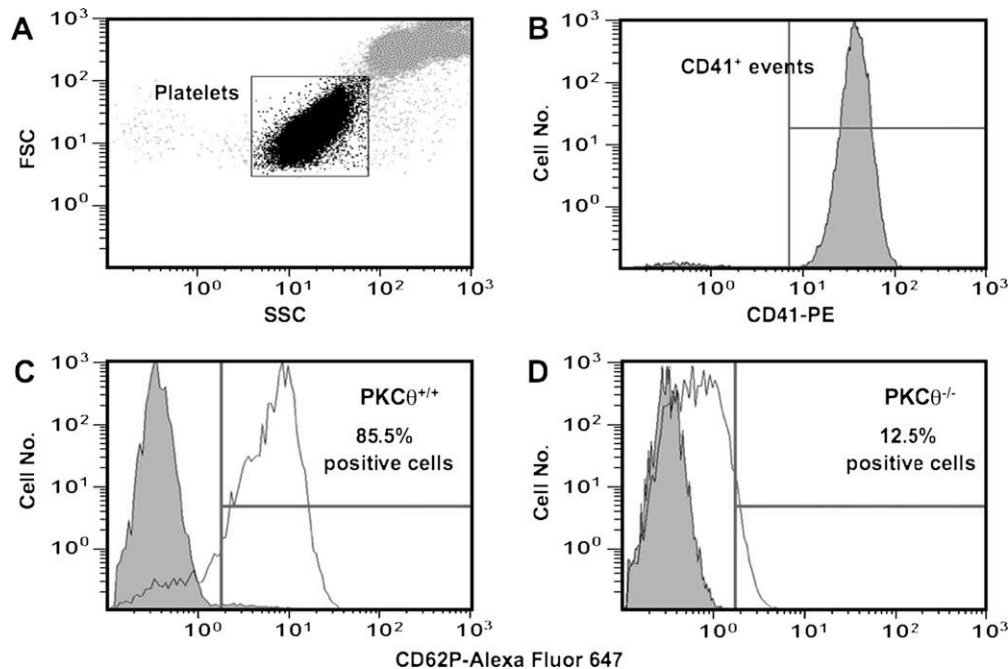 A
10³
10²
10¹
10⁰
FSC
Platelets
10⁰ 10¹ 10² 10³
SSC
B
10³
10²
10¹
10⁰
Cell No.
CD41⁺ events
10⁰ 10¹ 10² 10³
CD41-PE
C
10³
10²
10¹
10⁰
Cell No.
PKCθ⁺/⁺
85.5%
positive cells
10⁰ 10¹ 10² 10³
D
10³
10²
10¹
10⁰
Cell No.
PKCθ⁻/⁻
12.5%
positive cells
10⁰ 10¹ 10² 10³
CD62P-Alexa Fluor 647